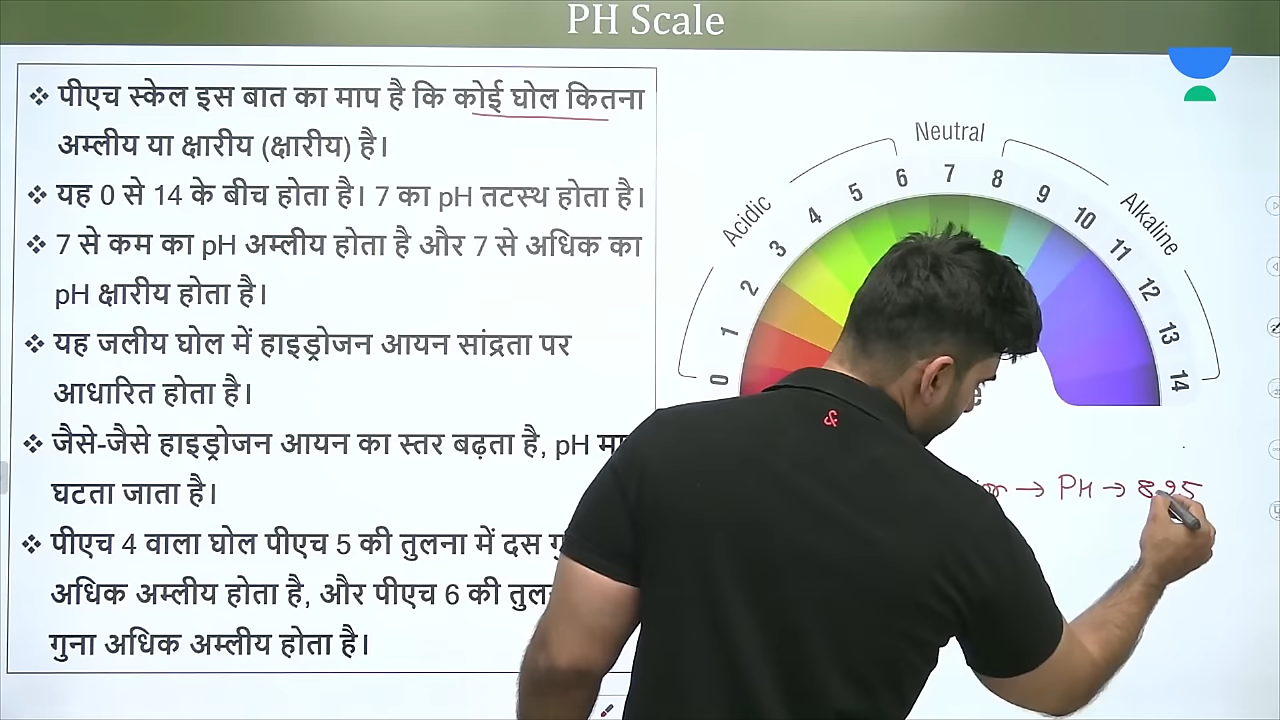 PH Scale
❖ पीएच स्केल इस बात का माप है कि कोई घोल कितना
अम्लीय या क्षारीय (क्षारीय) है।
❖ यह 0 से 14 के बीच होता है। 7 का pH तटस्थ होता है।
❖ 7 से कम का pH अम्लीय होता है और 7 से अधिक का
pH क्षारीय होता है।
❖ यह जलीय घोल में हाइड्रोजन आयन सांद्रता पर
आधारित होता है।
❖ जैसे-जैसे हाइड्रोजन आयन का स्तर बढ़ता है, pH
घटता जाता है।
❖ पीएच 4 वाला घोल पीएच 5 की तुलना में दस
अधिक अम्लीय होता है, और पीएच 6 की
गुना अधिक अम्लीय होता है।
Neutral
Acidic
Alkaline
0 1 2 3 4 5 6 7 8 9 10 11 12 13 14
→ PH →